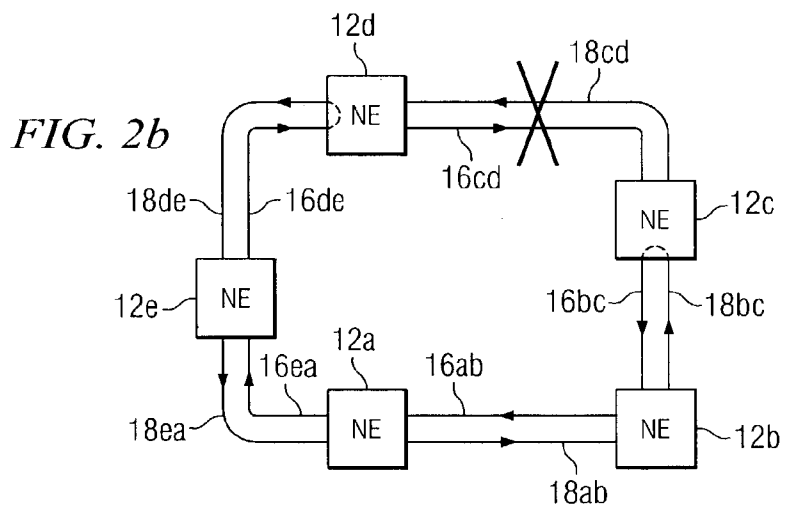 FIG. 2b
12d
NE
18cd
16cd
18de
16de
NE
12c
12e
NE
16bc
18bc
16ea
12a
NE
16ab
18ea
18ab
NE
12b